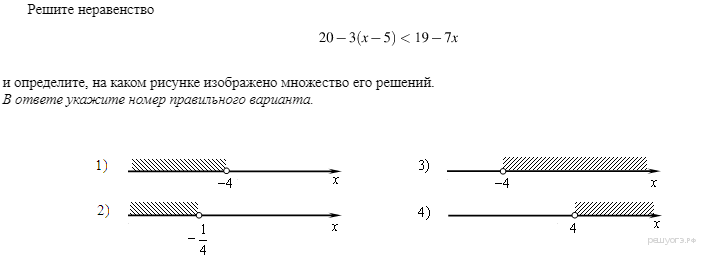 Решите неравенство
20 − 3(x − 5) < 19 − 7x
и определите, на каком рисунке изображено множество его решений.
В ответе укажите номер правильного варианта.
1) −4 x
3) −4 x
2) −1/4 x
4) 4 x
решуогэ.рф